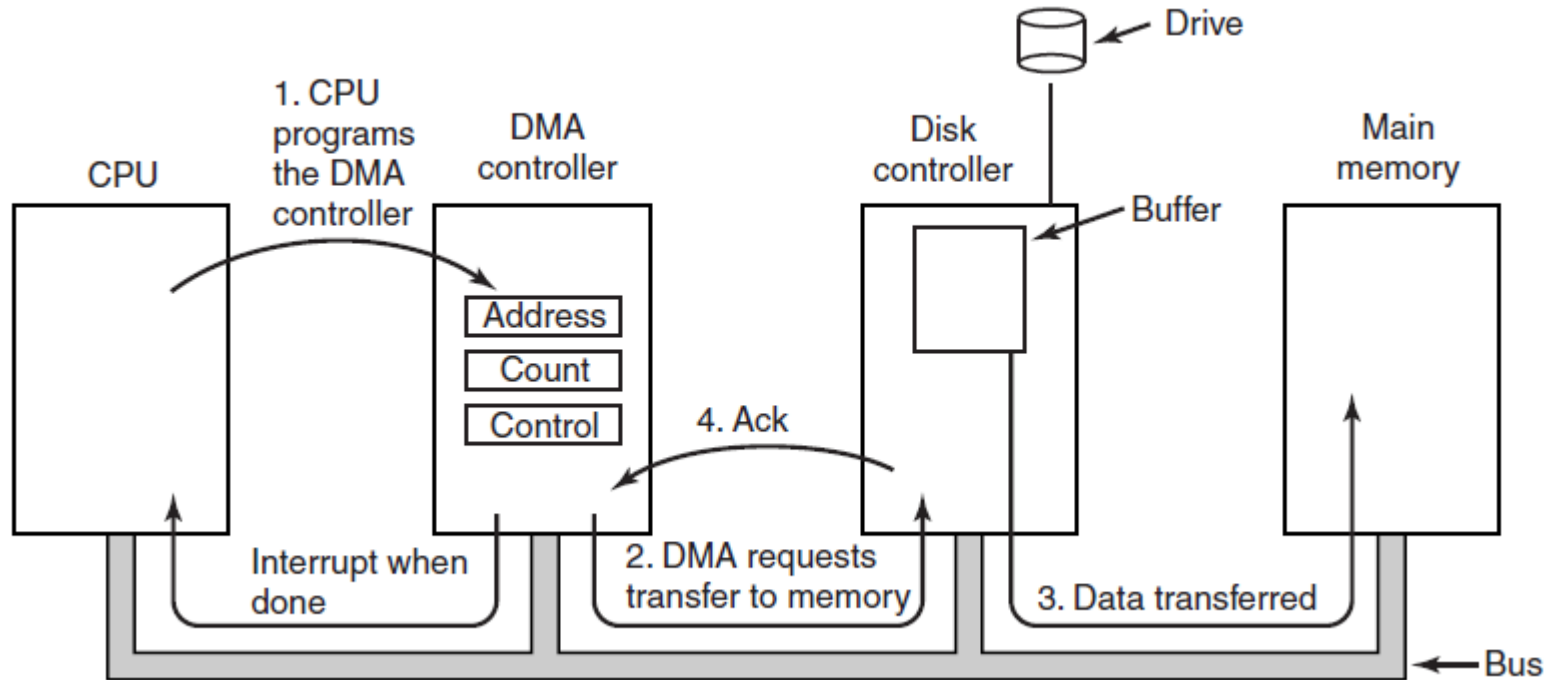 Drive
1. CPU
programs
the DMA
controller
CPU
DMA
controller
Disk
controller
Main
memory
Buffer
Address
Count
Control
4. Ack
Interrupt when
done
2. DMA requests
transfer to memory
3. Data transferred
Bus